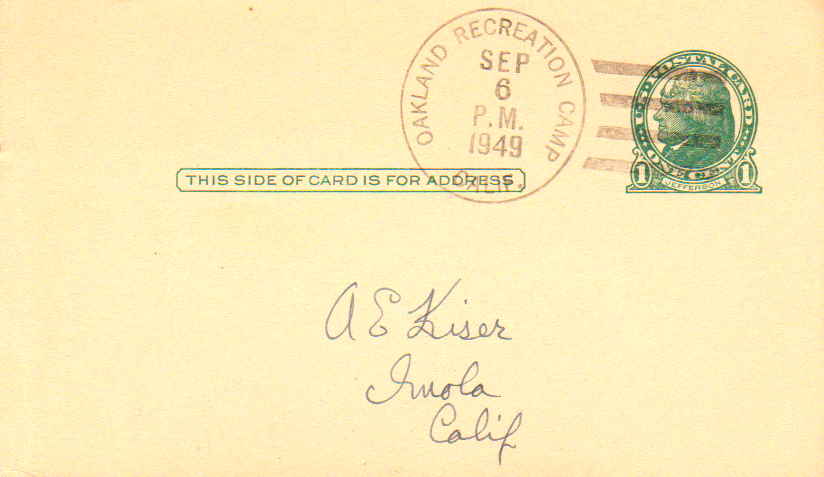 OAKLAND RECREATION CAMP
SEP
6
P.M.
1949
CALIF.
U.S. POSTAL CARD
ONE CENT
1 JEFFERSON 1
THIS SIDE OF CARD IS FOR ADDRESS
A E Kiser
Imola
Calif